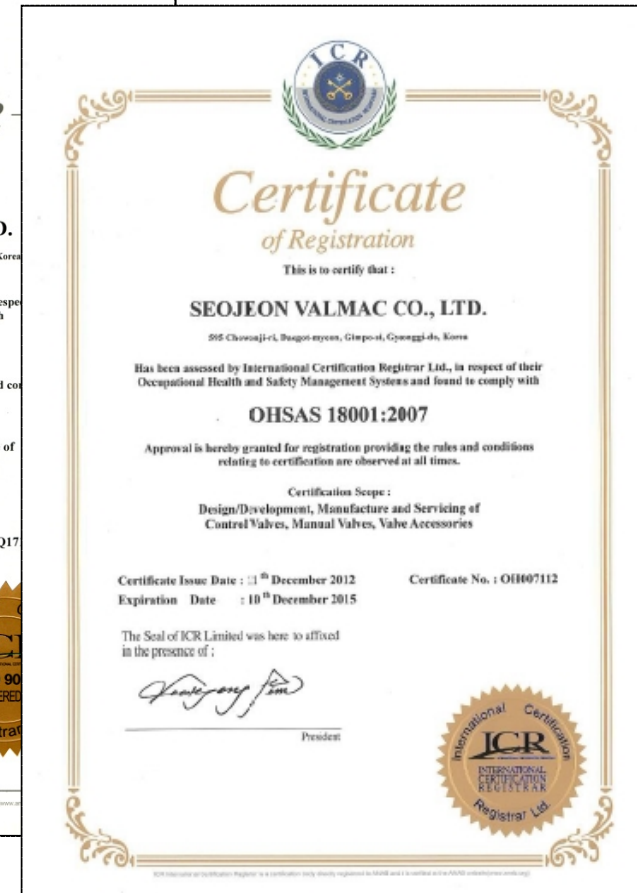 ICR
Certificate
of Registration
This is to certify that :
SEOJEON VALMAC CO., LTD.
595 Chowonji-ri, Daegot-myeon, Gimpo-si, Gyeonggi-do, Korea
Has been assessed by International Certification Registrar Ltd., in respect of their
Occupational Health and Safety Management Systems and found to comply with
OHSAS 18001:2007
Approval is hereby granted for registration providing the rules and conditions
relating to certification are observed at all times.
Certification Scope :
Design/Development, Manufacture and Servicing of
Control Valves, Manual Valves, Valve Accessories
Certificate Issue Date : 11th December 2012
Certificate No. : OH007112
Expiration Date : 10th December 2015
The Seal of ICR Limited was here to affixed
in the presence of ;
President
International Certification
ICR
INTERNATIONAL
CERTIFICATION
REGISTRAR
Registrar Ltd.
O.
Korea
of
Q17
90